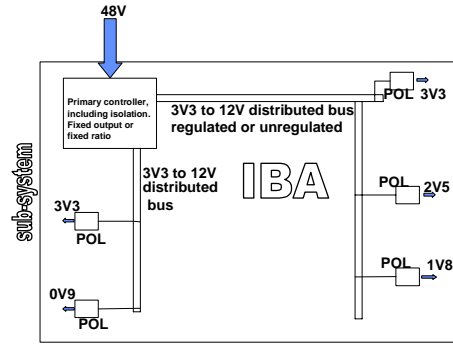 48V
Primary controller,
including isolation.
Fixed output or
fixed ratio
3V3 to 12V distributed bus
regulated or unregulated
POL
3V3
3V3 to 12V
distributed
bus
IBA
sub-system
POL
2V5
3V3
POL
POL
1V8
0V9
POL